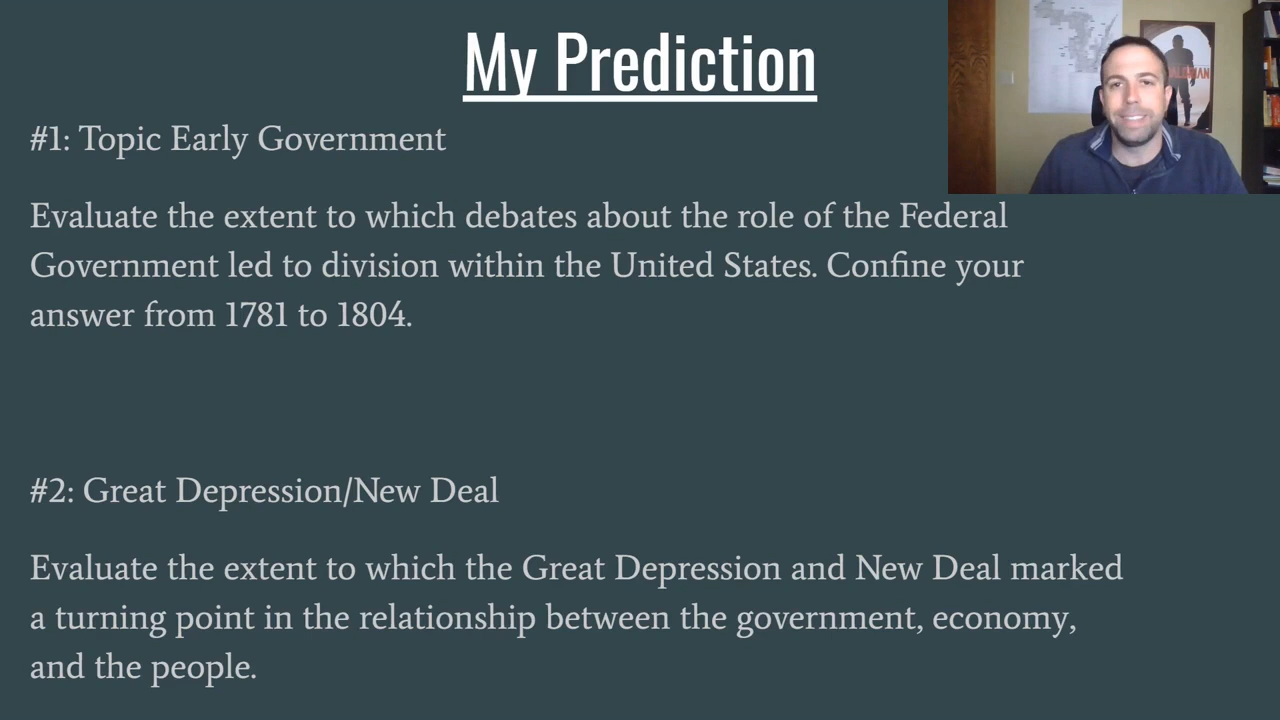 My Prediction
#1: Topic Early Government
Evaluate the extent to which debates about the role of the Federal
Government led to division within the United States. Confine your
answer from 1781 to 1804.
#2: Great Depression/New Deal
Evaluate the extent to which the Great Depression and New Deal marked
a turning point in the relationship between the government, economy,
and the people.